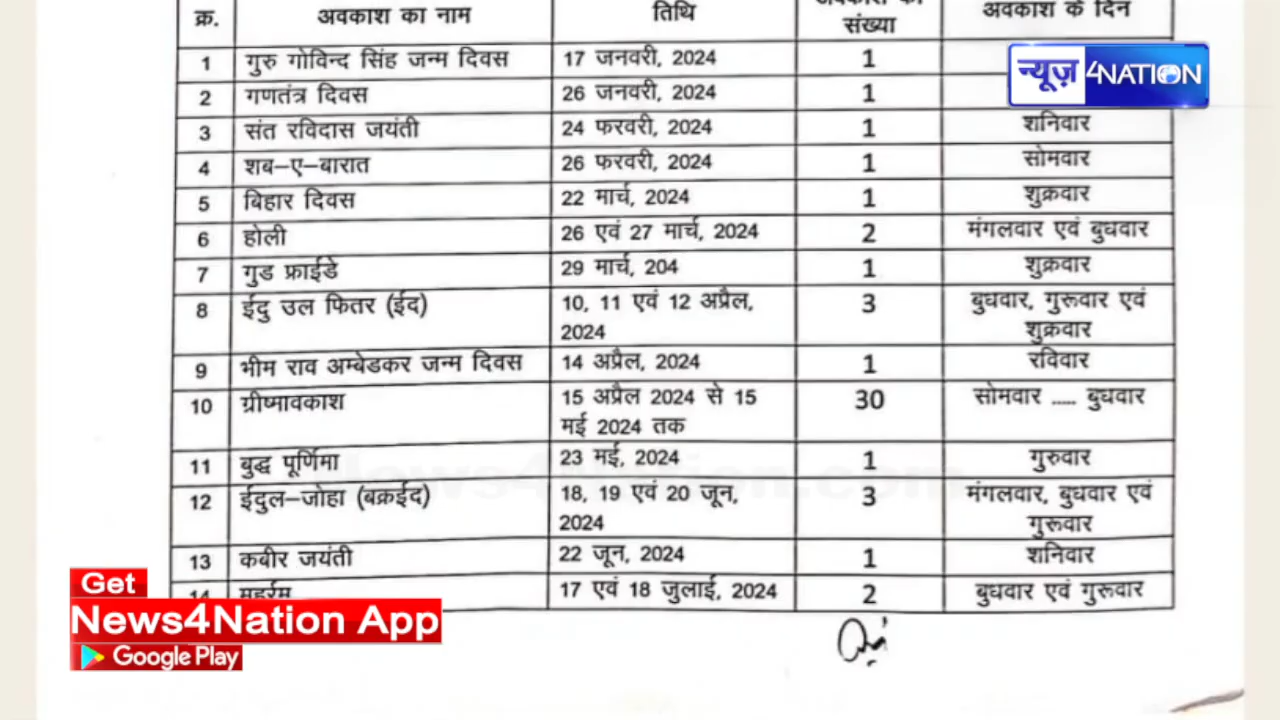 क्र. अवकाश का नाम तिथि अवकाश की अवकाश के दिन
संख्या
1 गुरु गोविन्द सिंह जन्म दिवस 17 जनवरी, 2024 1
2 गणतंत्र दिवस 26 जनवरी, 2024 1
3 संत रविदास जयंती 24 फरवरी, 2024 1 शनिवार
4 शब-ए-बारात 26 फरवरी, 2024 1 सोमवार
5 बिहार दिवस 22 मार्च, 2024 1 शुक्रवार
6 होली 26 एवं 27 मार्च, 2024 2 मंगलवार एवं बुधवार
7 गुड फ्राईडे 29 मार्च, 204 1 शुक्रवार
8 ईदु उल फितर (ईद) 10, 11 एवं 12 अप्रैल, 3 बुधवार, गुरूवार एवं
2024 शुक्रवार
9 भीम राव अम्बेडकर जन्म दिवस 14 अप्रैल, 2024 1 रविवार
10 ग्रीष्मावकाश 15 अप्रैल 2024 से 15 30 सोमवार ..... बुधवार
मई 2024 तक
11 बुद्ध पूर्णिमा 23 मई, 2024 1 गुरुवार
12 ईदुल-जोहा (बक्रईद) 18, 19 एवं 20 जून, 3 मंगलवार, बुधवार एवं
2024 गुरूवार
13 कबीर जयंती 22 जून, 2024 1 शनिवार
14 मुहर्रम 17 एवं 18 जुलाई, 2024 2 बुधवार एवं गुरूवार
न्यूज़ 4NATION
News4Nation.com
Get
News4Nation App
Google Play